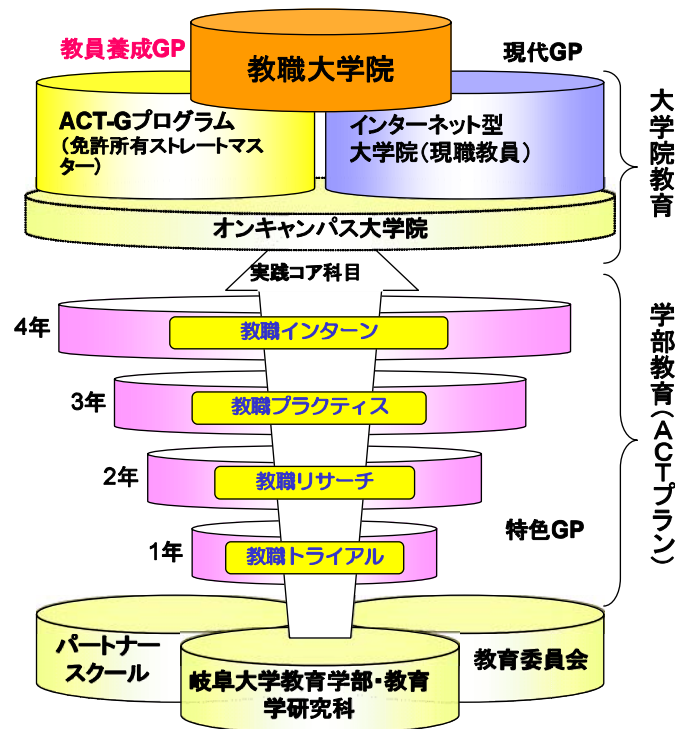 教員養成GP
教職大学院
現代GP
ACT-Gプログラム
（免許所有ストレートマス
ター）
インターネット型
大学院（現職教員）
大学院教育
オンキャンパス大学院
実践コア科目
4年
教職インターン
3年
教職プラクティス
2年
教職リサーチ
1年
教職トライアル
特色GP
学部教育（ACTプラン）
パートナー
スクール
岐阜大学教育学部・教育
学研究科
教育委員会